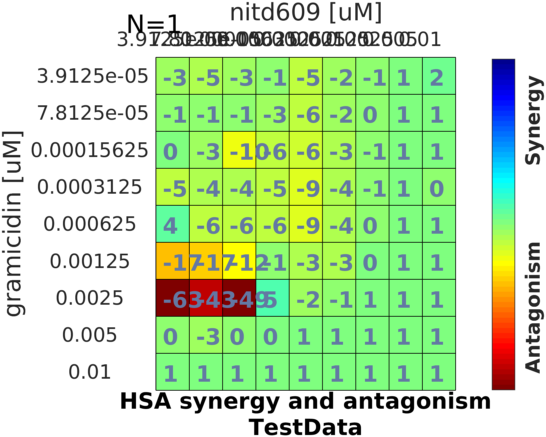 nitd609 [uM]
N=1
3.9125e-05
-3 -5 -3 -1 -5 -2 -1 1 2
7.8125e-05
-1 -1 -1 -3 -6 -2 0 1 1
0.00015625
0 -3 -10 -6 -6 -3 -1 1 1
0.0003125
-5 -4 -4 -5 -9 -4 -1 1 0
0.000625
4 -6 -6 -6 -9 -4 0 1 1
0.00125
-17 -17 -12 -1 -3 -3 0 1 1
0.0025
-2 -1 1 1 1
0.005
0 -3 0 0 1 1 1 1 1
0.01
1 1 1 1 1 1 1 1 1
gramicidin [uM]
Synergy
Antagonism
HSA synergy and antagonism
TestData